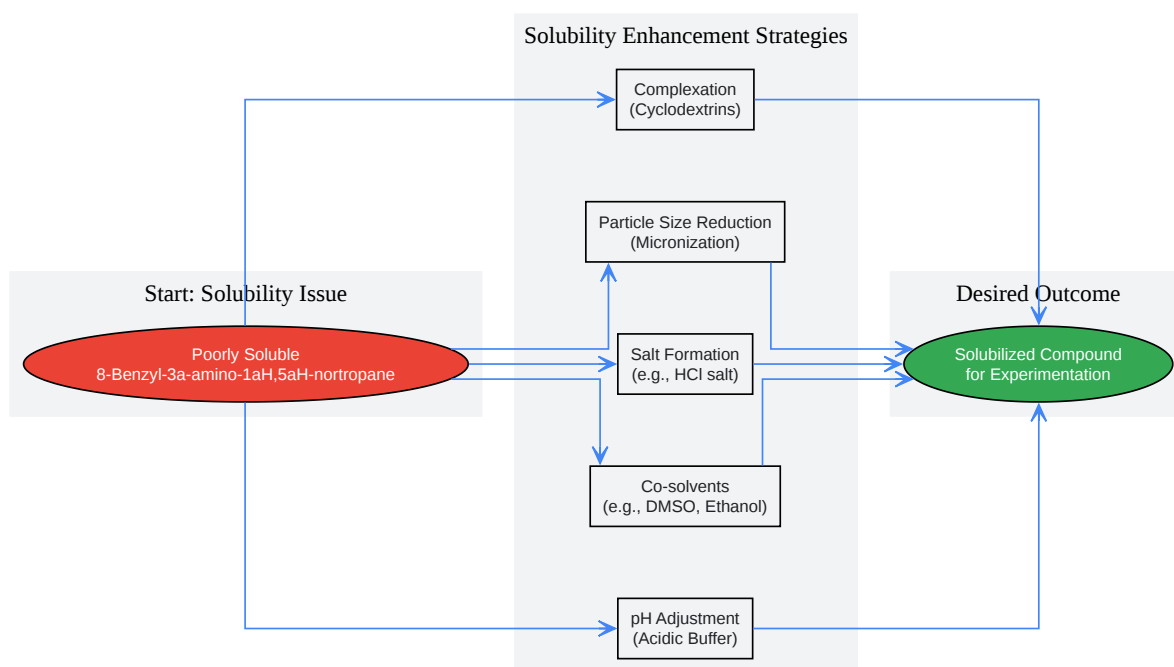 Solubility Enhancement Strategies
Complexation
(Cyclodextrins)
Particle Size Reduction
(Micronization)
Start: Solubility Issue
Desired Outcome
Poorly Soluble
8-Benzyl-3a-amino-1aH,5aH-nortropane
Salt Formation
(e.g., HCl salt)
Solubilized Compound
for Experimentation
Co-solvents
(e.g., DMSO, Ethanol)
pH Adjustment
(Acidic Buffer)